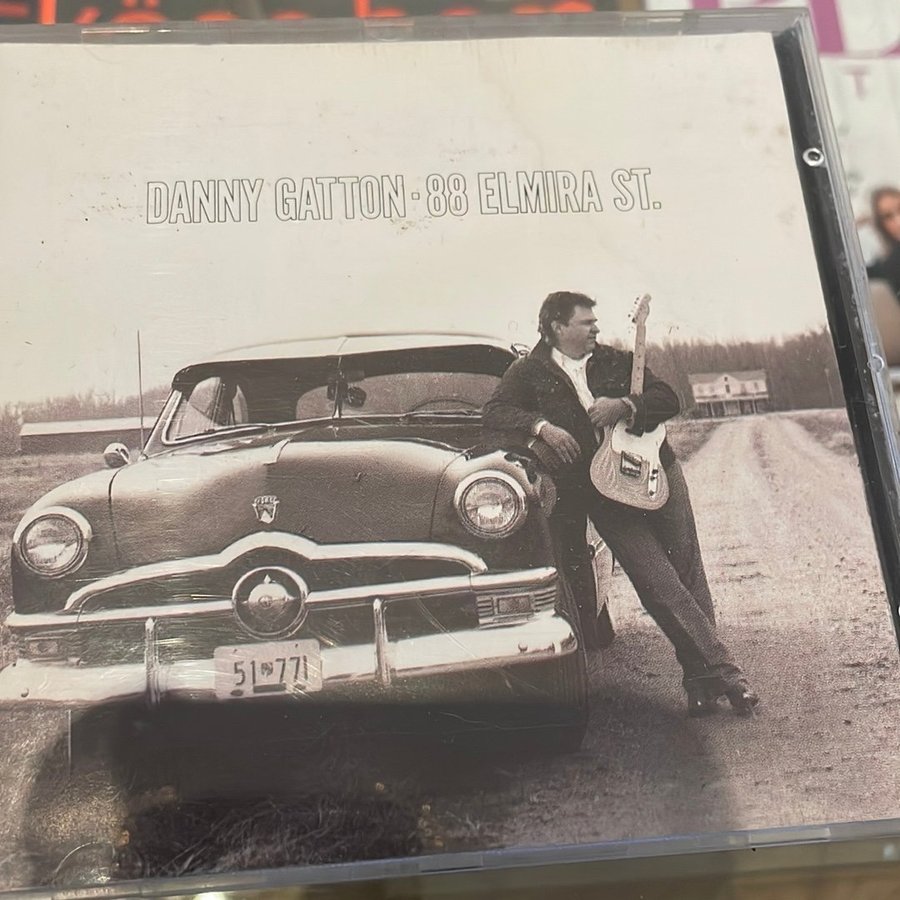 DANNY GATTON · 88 ELMIRA ST.
51 771